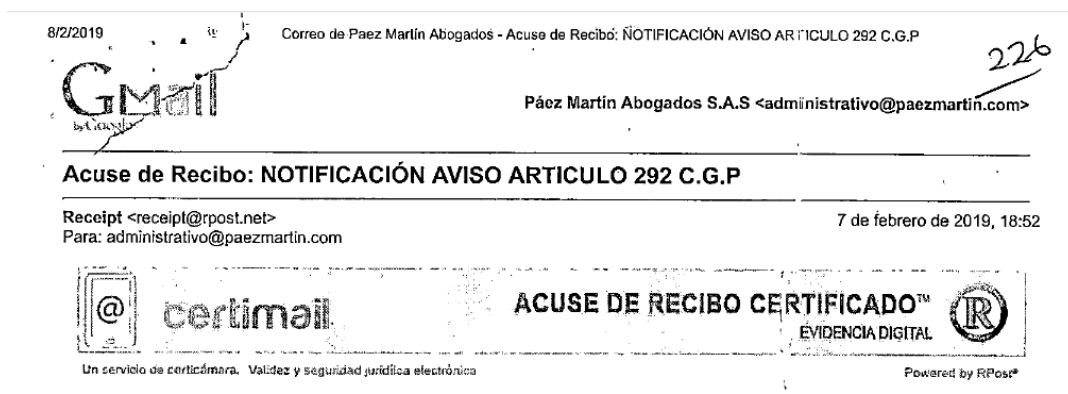 8/2/2019 Correo de Paez Martin Abogados - Acuse de Recibo: NOTIFICACIÓN AVISO ARTICULO 292 C.G.P
226
GMail
by Google
Páez Martín Abogados S.A.S <administrativo@paezmartin.com>
Acuse de Recibo: NOTIFICACIÓN AVISO ARTICULO 292 C.G.P
Receipt <receipt@rpost.net> 7 de febrero de 2019, 18:52
Para: administrativo@paezmartin.com
@ certimail. ACUSE DE RECIBO CERTIFICADO™ R
EVIDENCIA DIGITAL
Un servicio de certicámara. Validez y seguridad jurídica electrónica Powered by RPost®